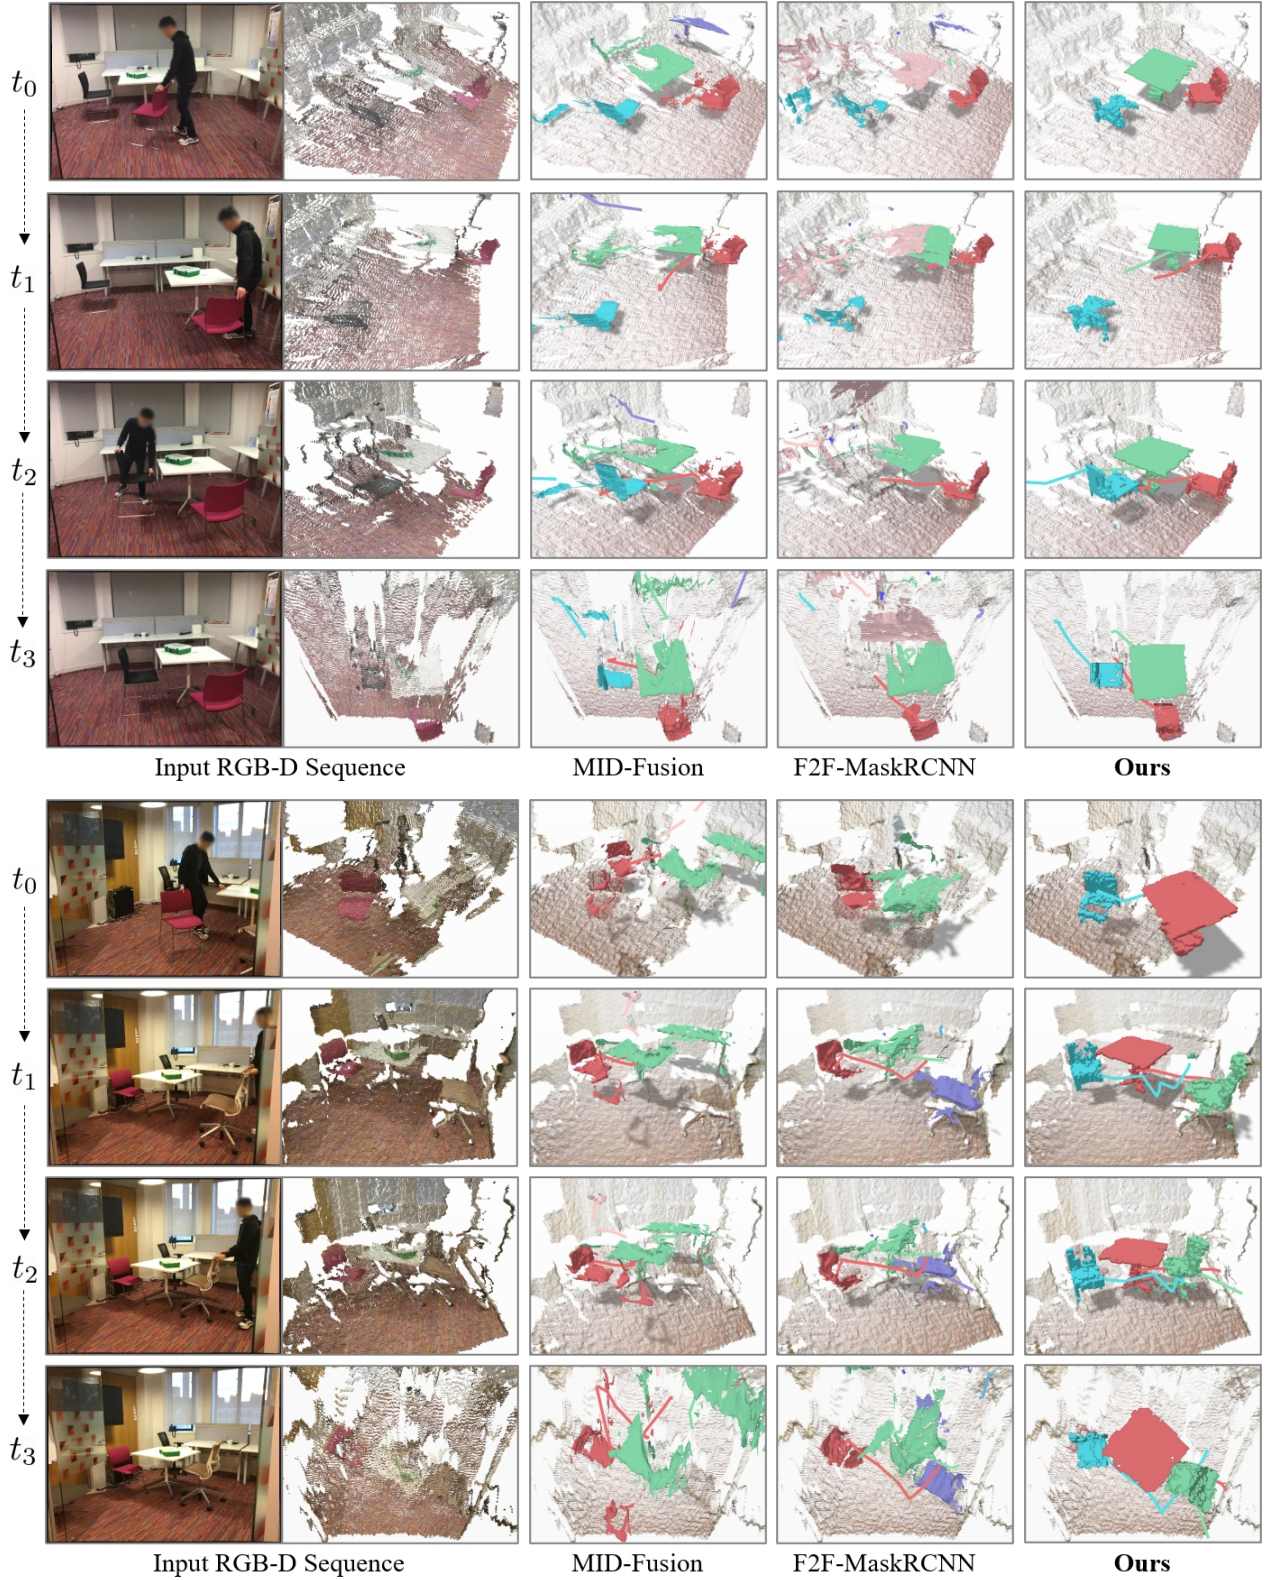 t0
t1
t2
t3
Input RGB-D Sequence MID-Fusion F2F-MaskRCNN Ours
t0
t1
t2
t3
Input RGB-D Sequence MID-Fusion F2F-MaskRCNN Ours